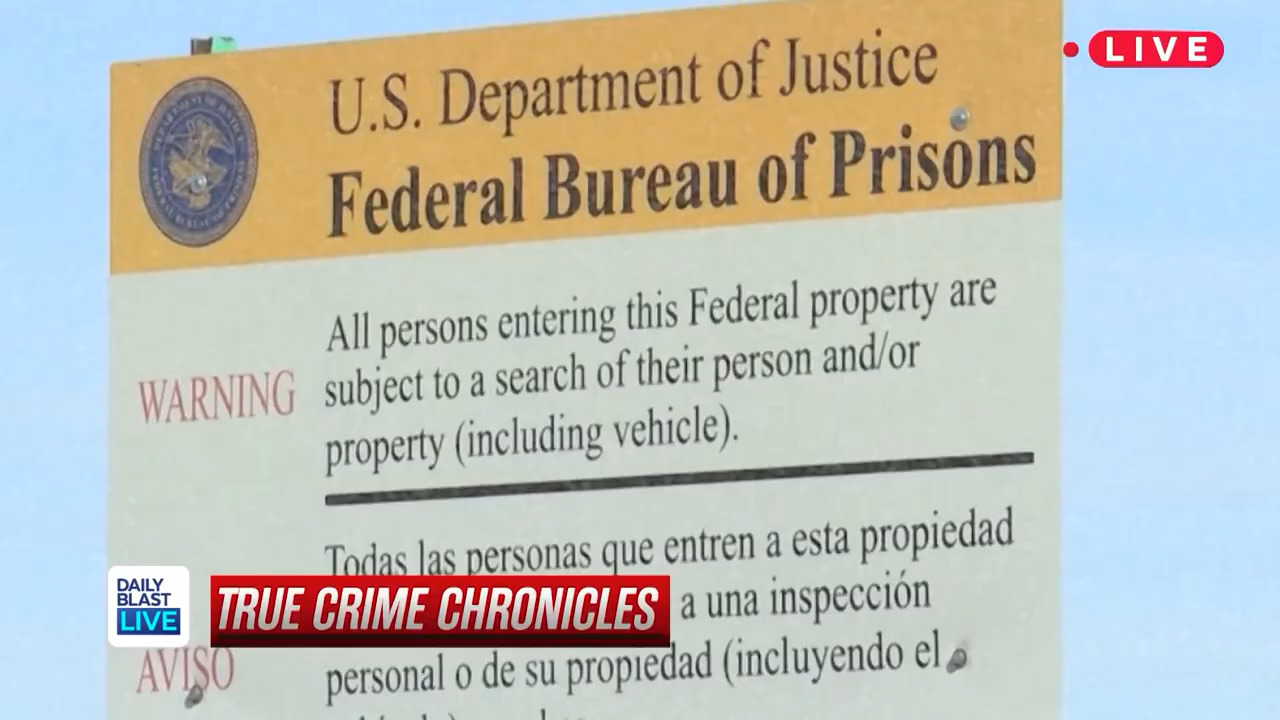 LIVE
U.S. Department of Justice
Federal Bureau of Prisons
WARNING
All persons entering this Federal property are
subject to a search of their person and/or
property (including vehicle).
AVISO
Todas las personas que entren a esta propiedad
a una inspección
personal o de su propiedad (incluyendo el
DAILY
BLAST
LIVE
TRUE CRIME CHRONICLES